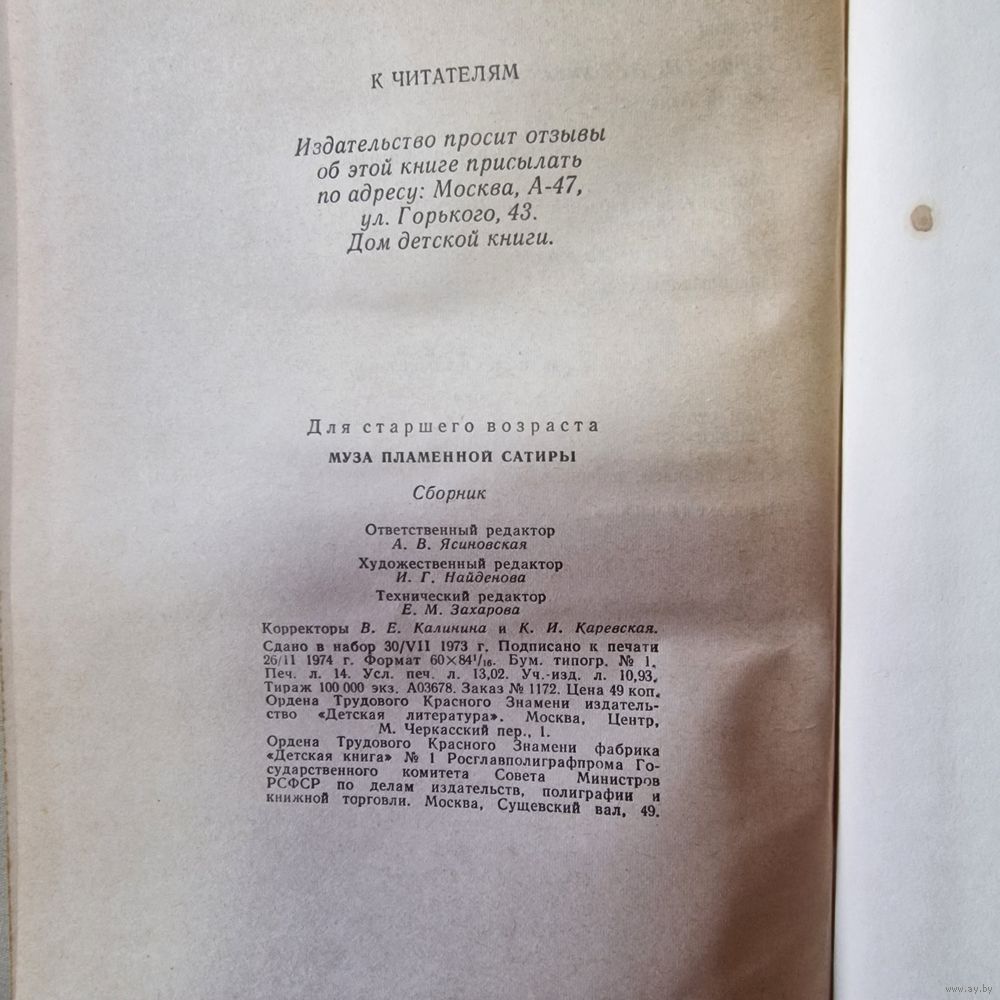 К ЧИТАТЕЛЯМ
Издательство просит отзывы
об этой книге присылать
по адресу: Москва, А-47,
ул. Горького, 43.
Дом детской книги.
Для старшего возраста
МУЗА ПЛАМЕННОЙ САТИРЫ
Сборник
Ответственный редактор
А. В. Ясиновская
Художественный редактор
И. Г. Найденова
Технический редактор
Е. М. Захарова
Корректоры В. Е. Калинина и К. И. Каревская.
Сдано в набор 30/VII 1973 г. Подписано к печати
26/II 1974 г. Формат 60×84¹/₁₆. Бум. типогр. № 1.
Печ. л. 14. Усл. печ. л. 13,02. Уч.-изд. л. 10,93.
Тираж 100 000 экз. А03678. Заказ № 1172. Цена 49 коп.
Ордена Трудового Красного Знамени издатель-
ство «Детская литература». Москва, Центр,
М. Черкасский пер., 1.
Ордена Трудового Красного Знамени фабрика
«Детская книга» № 1 Росглавполиграфпрома Го-
сударственного комитета Совета Министров
РСФСР по делам издательств, полиграфии и
книжной торговли. Москва, Сущевский вал, 49.
www.ay.by